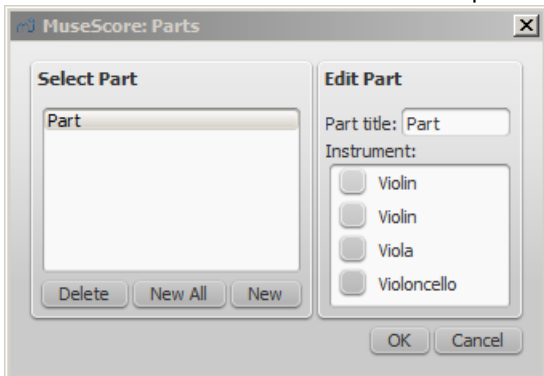 MuseScore: Parts
Select Part
Part
Delete
New All
New
Edit Part
Part title: Part
Instrument:
Violin
Violin
Viola
Violoncello
OK
Cancel